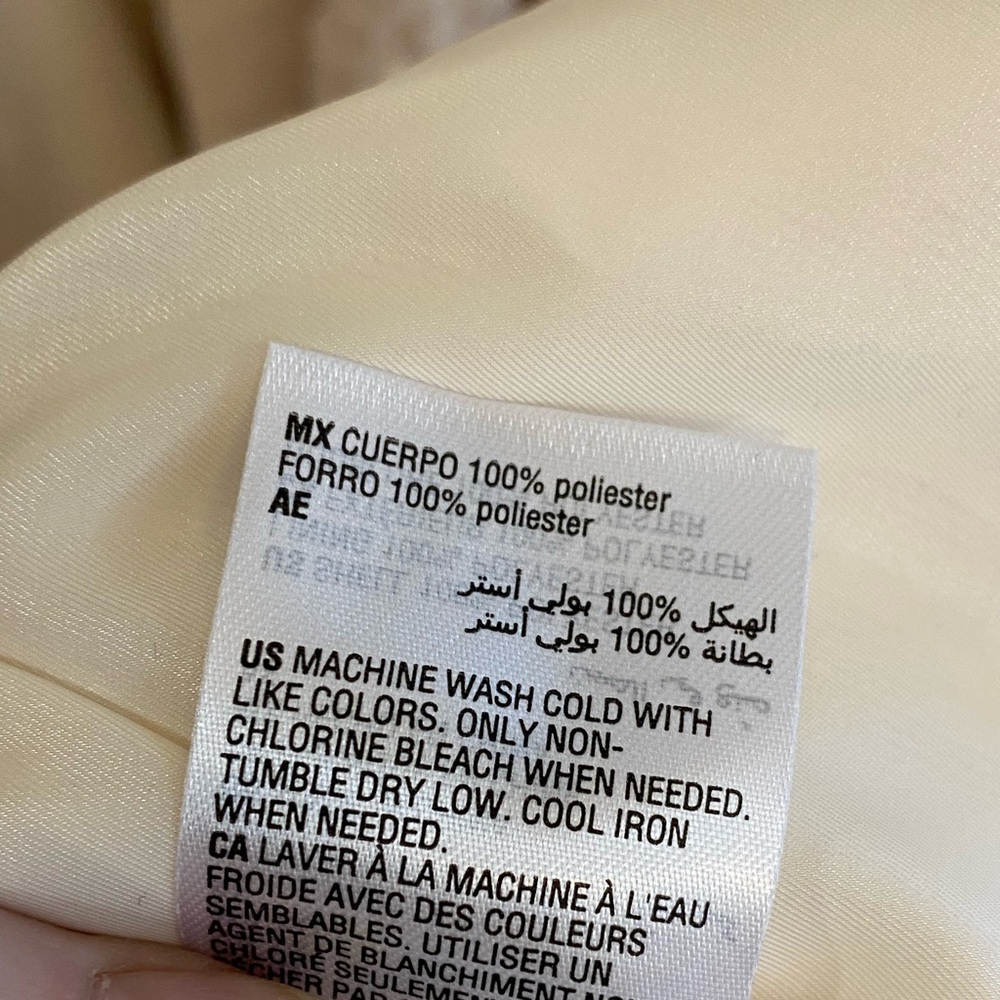 MX CUERPO 100% poliester
FORRO 100% poliester
AE
الهيكل %100 بولي أستر
بطانة %100 بولي أستر
US MACHINE WASH COLD WITH
LIKE COLORS. ONLY NON-
CHLORINE BLEACH WHEN NEEDED.
TUMBLE DRY LOW. COOL IRON
WHEN NEEDED.
CA LAVER À LA MACHINE À L'EAU
FROIDE AVEC DES COULEURS
SEMBLABLES. UTILISER UN
AGENT DE BLANCHIMENT
CHLORÉ